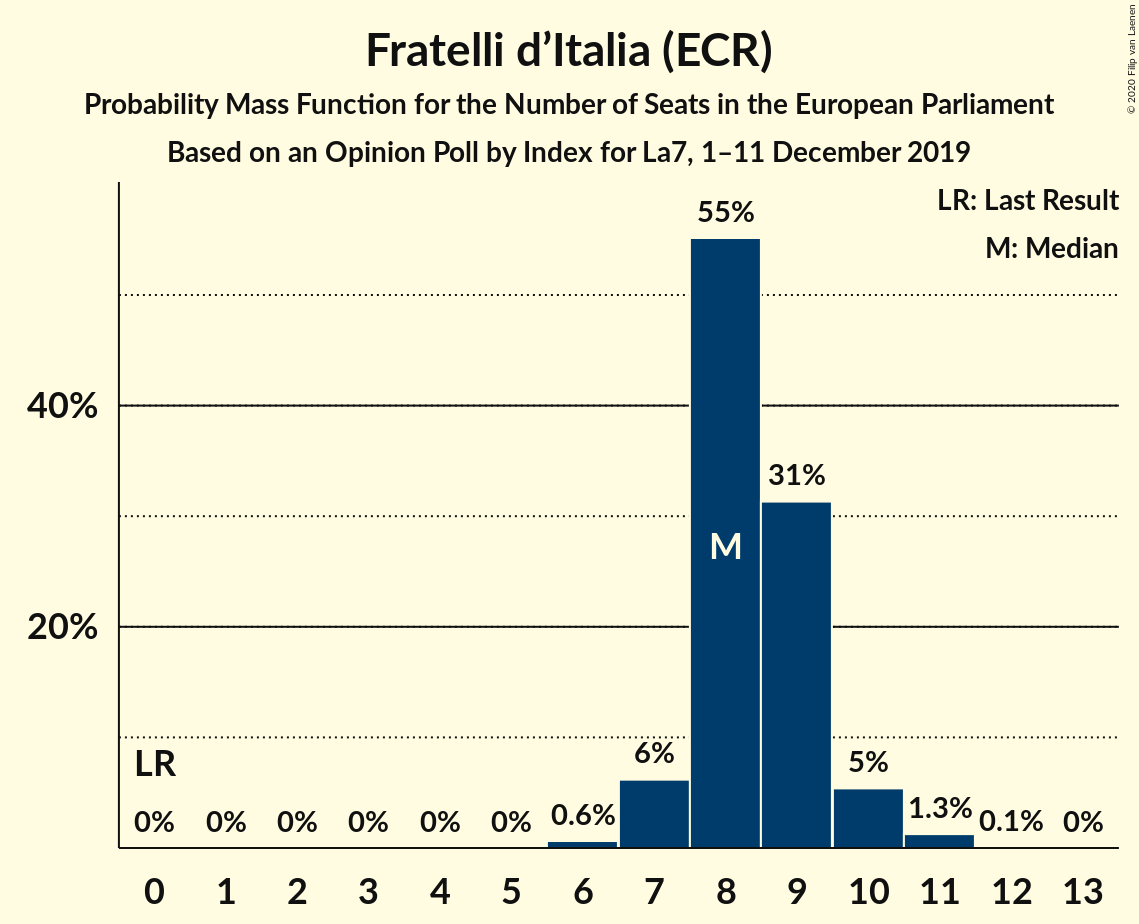 Fratelli d’Italia (ECR)
Probability Mass Function for the Number of Seats in the European Parliament
Based on an Opinion Poll by Index for La7, 1–11 December 2019
© 2020 Filip van Laenen
LR: Last Result
M: Median
55%
40%
31%
M
20%
LR
6%
5%
0% 0% 0% 0% 0% 0% 0.6% 1.3% 0.1% 0%
0 1 2 3 4 5 6 7 8 9 10 11 12 13